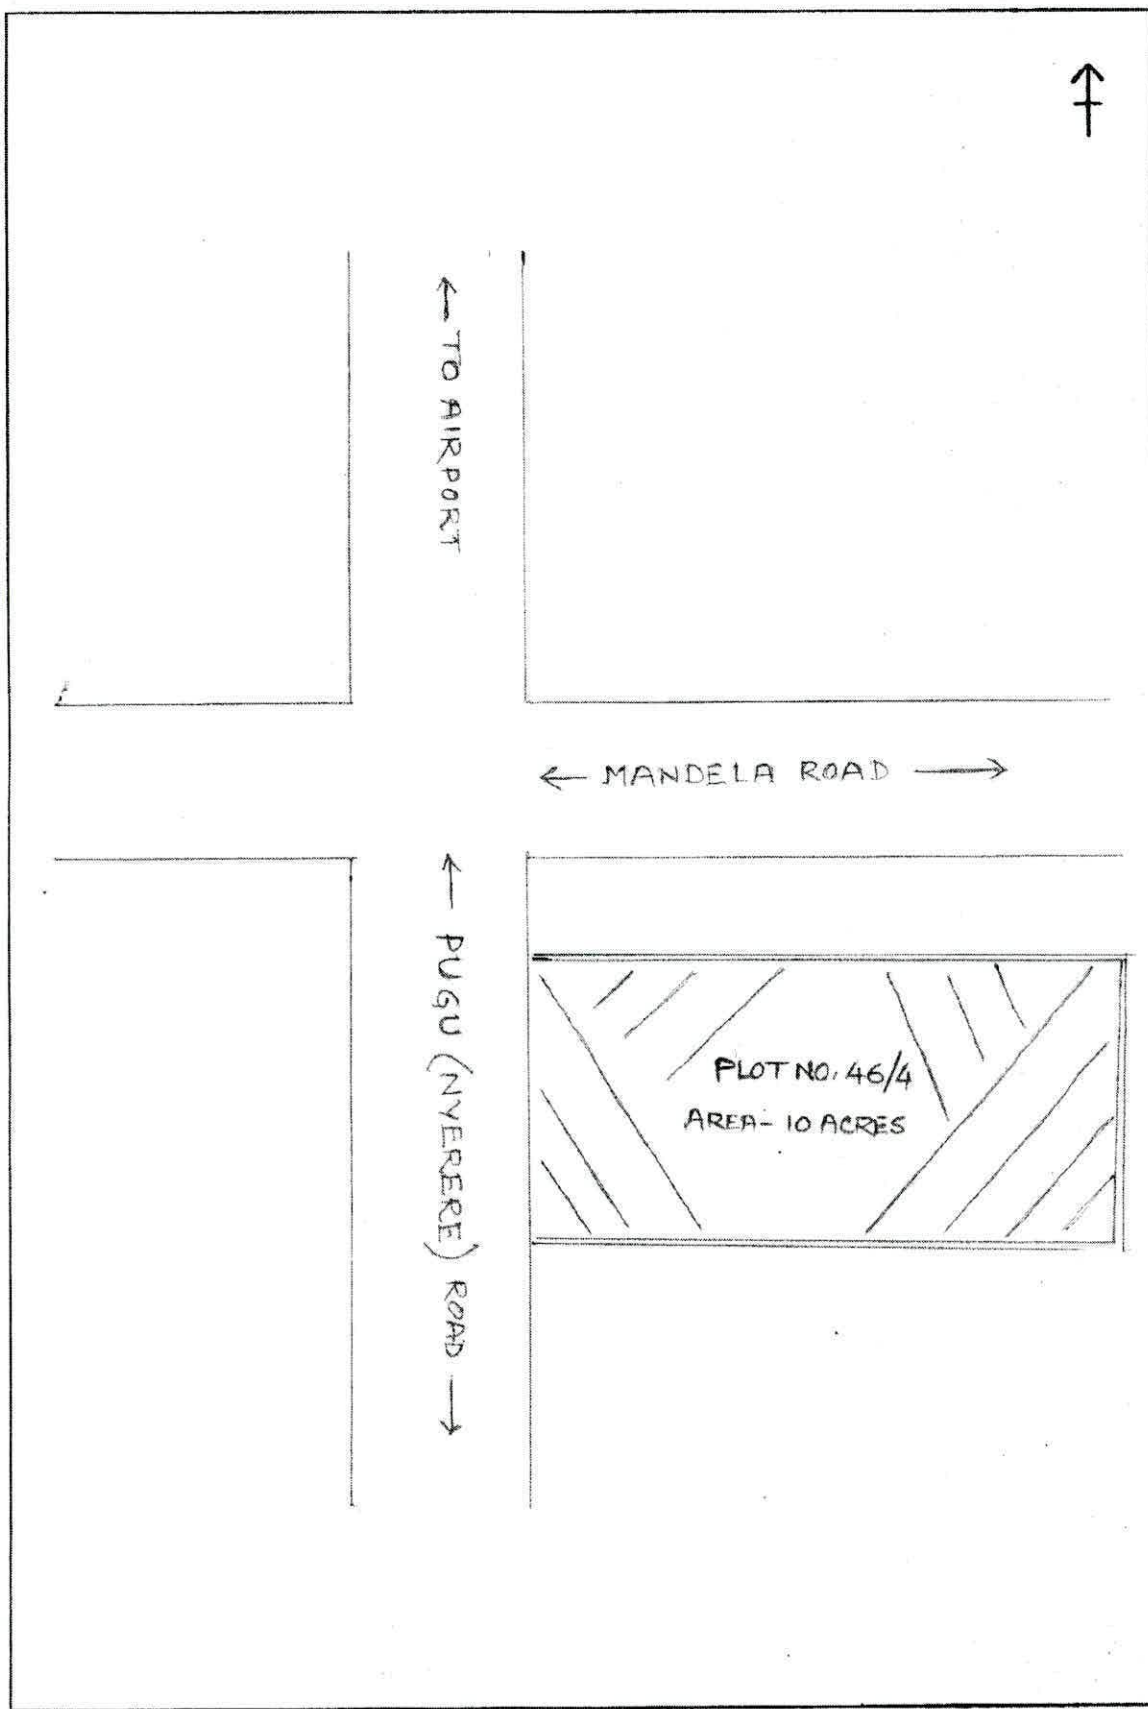 ← TO AIRPORT
← MANDELA ROAD →
← PUGU (NYERERE) ROAD →
PLOT NO. 46/4
AREA - 10 ACRES